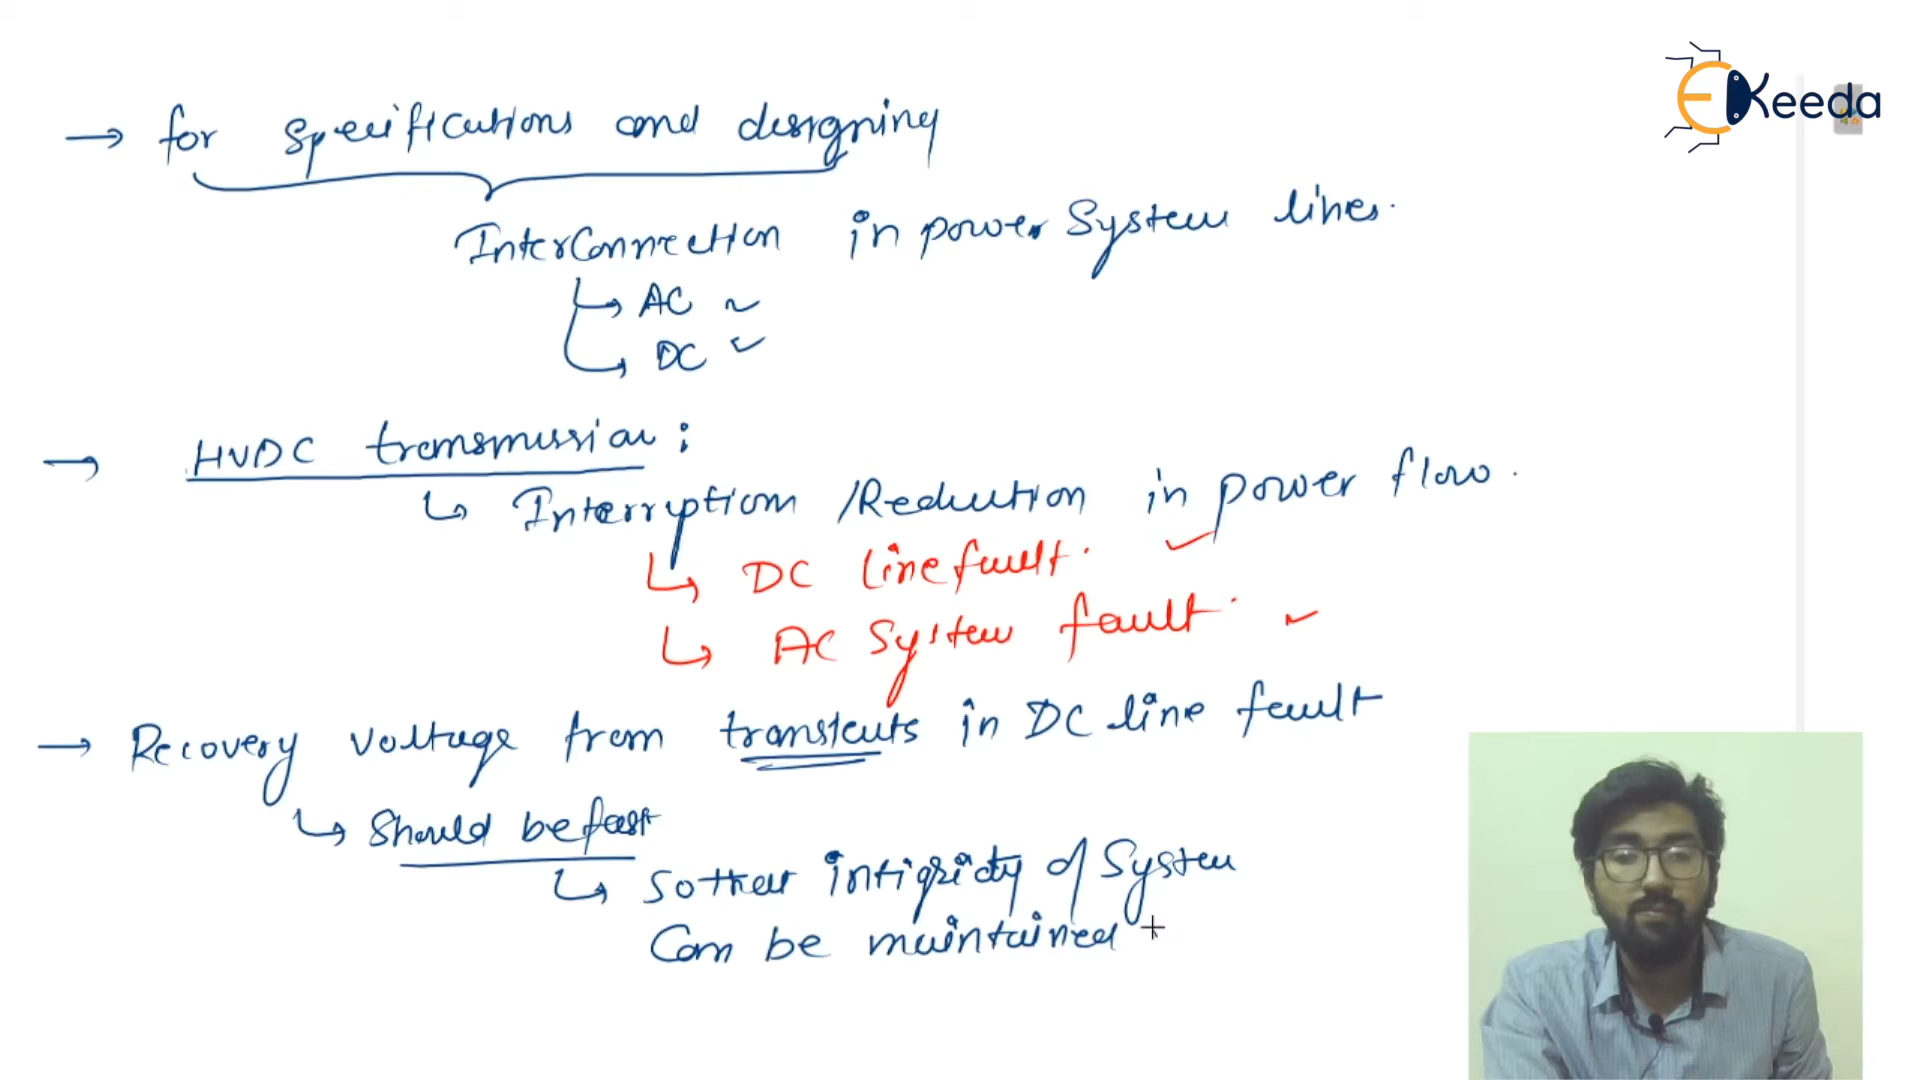 EKeeda
→ for specifications and designing
Interconnection in power System lines.
↳ AC ~
↳ DC ✓
→ HVDC transmission :
↳ Interruption /Reduction in power flow.
↳ DC line fault. ✓
↳ AC System fault. ✓
→ Recovery voltage from transients in DC line fault
↳ Should be fast
↳ So that intigridty of System
Can be maintained